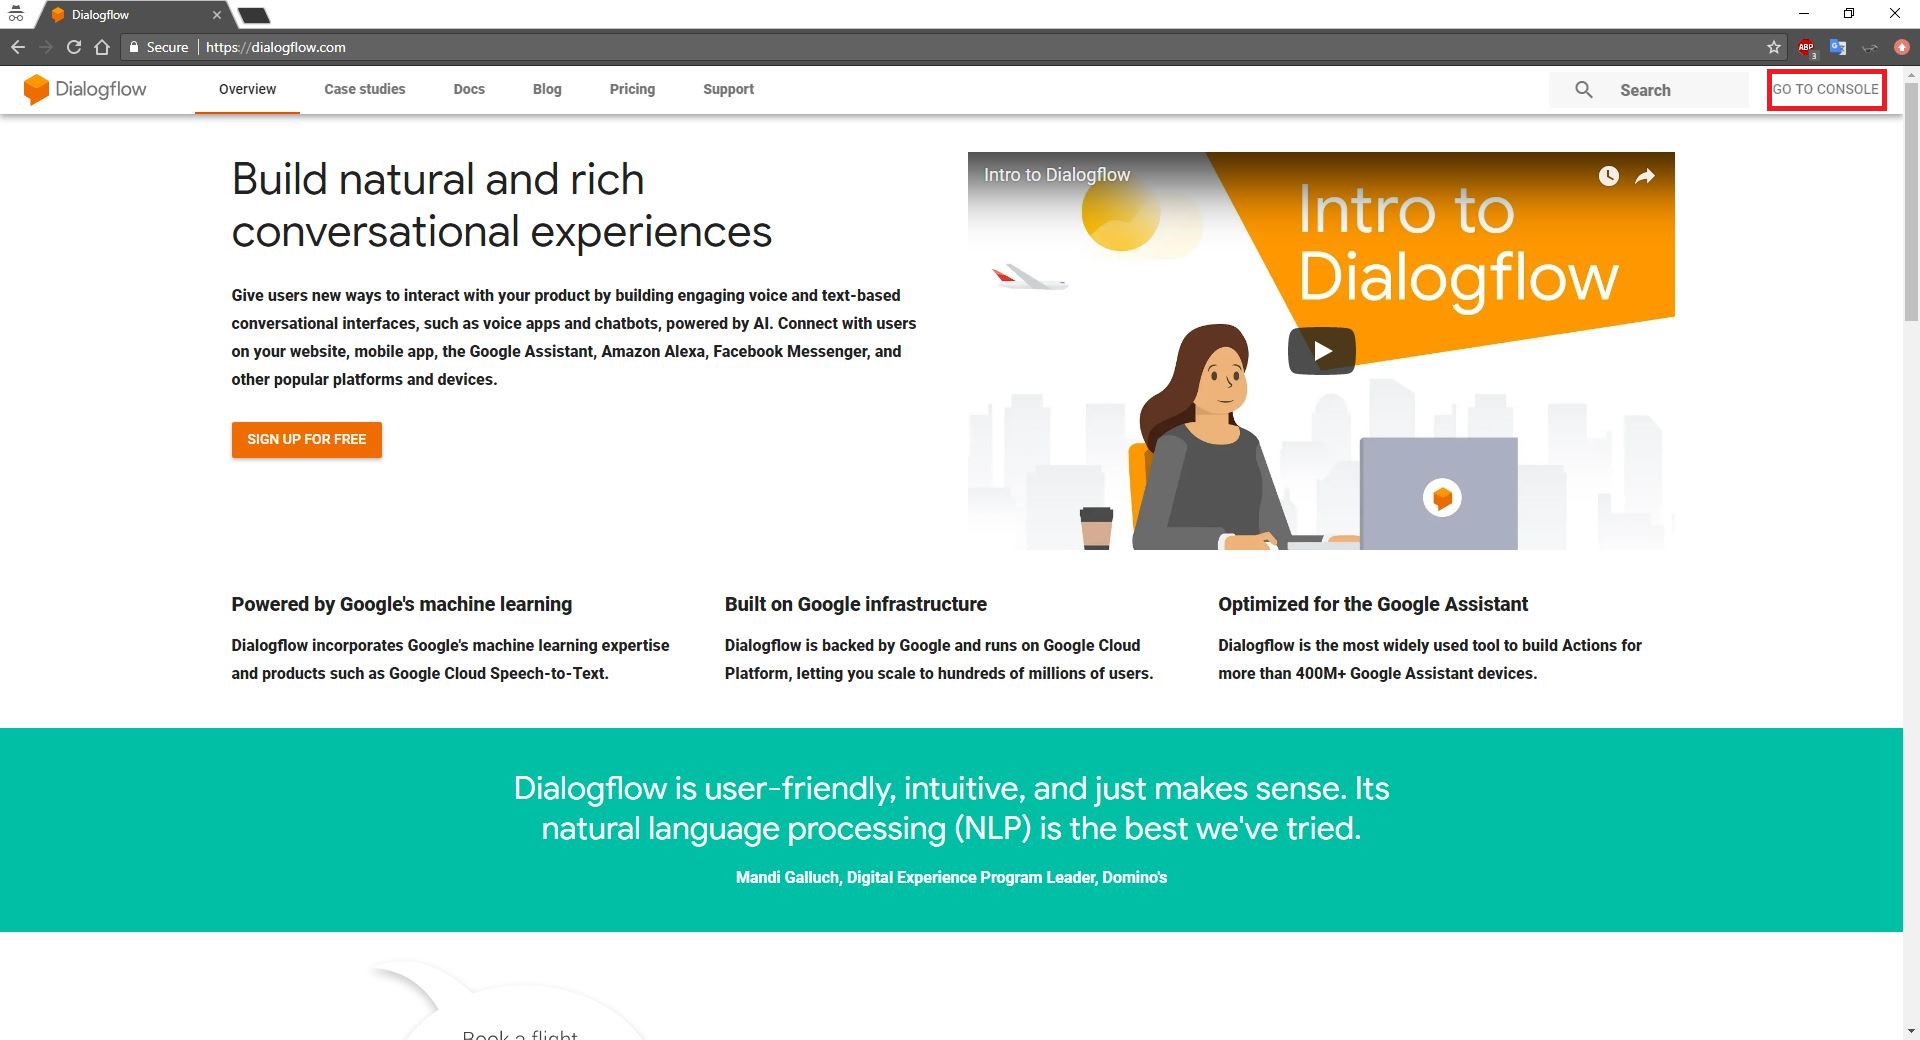 Dialogflow
Secure
https://dialogflow.com
ABP
3
Dialogflow
Overview
Case studies
Docs
Blog
Pricing
Support
Search
GO TO CONSOLE
Build natural and rich
conversational experiences
Give users new ways to interact with your product by building engaging voice and text-based
conversational interfaces, such as voice apps and chatbots, powered by AI. Connect with users
on your website, mobile app, the Google Assistant, Amazon Alexa, Facebook Messenger, and
other popular platforms and devices.
SIGN UP FOR FREE
Intro to Dialogflow
Intro to
Dialogflow
Powered by Google's machine learning
Dialogflow incorporates Google's machine learning expertise
and products such as Google Cloud Speech-to-Text.
Built on Google infrastructure
Dialogflow is backed by Google and runs on Google Cloud
Platform, letting you scale to hundreds of millions of users.
Optimized for the Google Assistant
Dialogflow is the most widely used tool to build Actions for
more than 400M+ Google Assistant devices.
Dialogflow is user-friendly, intuitive, and just makes sense. Its
natural language processing (NLP) is the best we've tried.
Mandi Galluch, Digital Experience Program Leader, Domino's
Book a flight